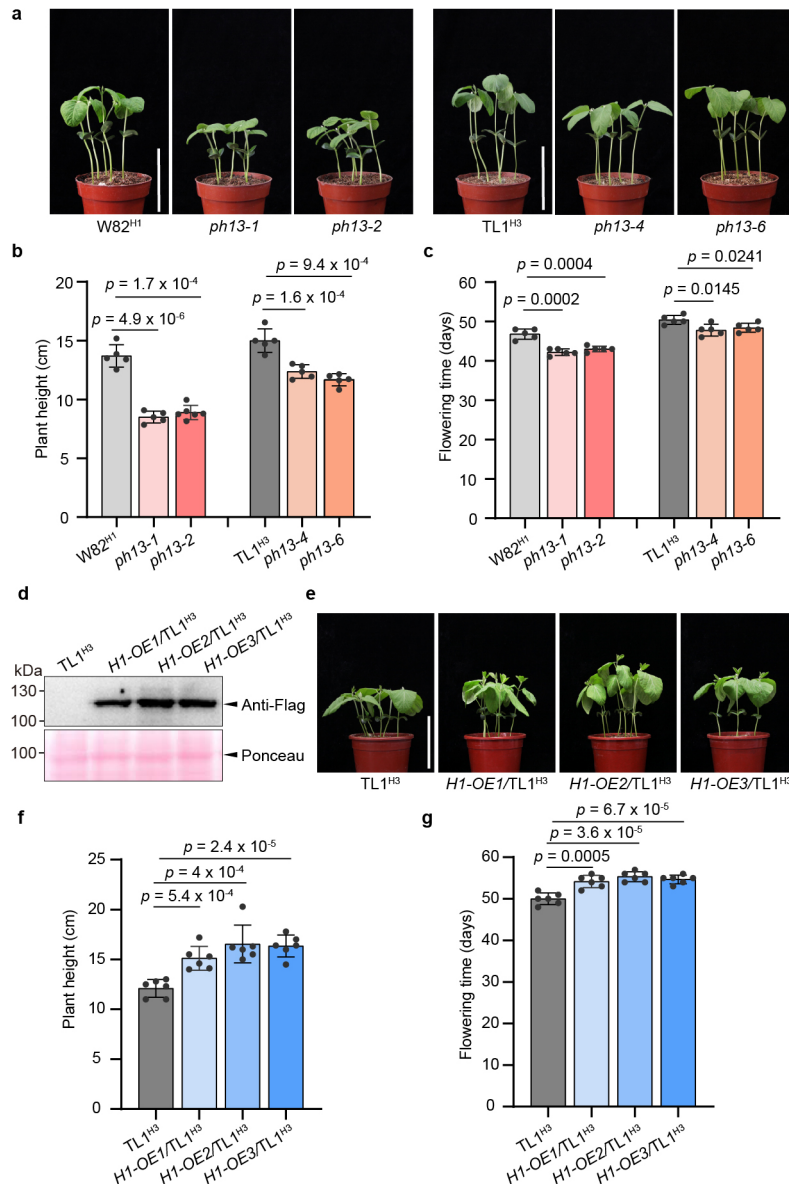 a
W82ᴴ¹ ph13-1 ph13-2 TL1ᴴ³ ph13-4 ph13-6
b
p = 9.4 x 10⁻⁴
p = 1.7 x 10⁻⁴
p = 1.6 x 10⁻⁴
p = 4.9 x 10⁻⁶
Plant height (cm)
20
15
10
5
0
W82ᴴ¹ ph13-1 ph13-2 TL1ᴴ³ ph13-4 ph13-6
c
p = 0.0241
p = 0.0004
p = 0.0145
p = 0.0002
Flowering time (days)
60
50
40
30
20
10
0
W82ᴴ¹ ph13-1 ph13-2 TL1ᴴ³ ph13-4 ph13-6
d
TL1ᴴ³ H1-OE1/TL1ᴴ³ H1-OE2/TL1ᴴ³ H1-OE3/TL1ᴴ³
kDa
130
100
Anti-Flag
100
Ponceau
e
TL1ᴴ³ H1-OE1/TL1ᴴ³ H1-OE2/TL1ᴴ³ H1-OE3/TL1ᴴ³
f
p = 2.4 x 10⁻⁵
p = 4 x 10⁻⁴
p = 5.4 x 10⁻⁴
Plant height (cm)
25
20
15
10
5
0
TL1ᴴ³ H1-OE1/TL1ᴴ³ H1-OE2/TL1ᴴ³ H1-OE3/TL1ᴴ³
g
p = 6.7 x 10⁻⁵
p = 3.6 x 10⁻⁵
p = 0.0005
Flowering time (days)
60
50
40
30
20
10
0
TL1ᴴ³ H1-OE1/TL1ᴴ³ H1-OE2/TL1ᴴ³ H1-OE3/TL1ᴴ³